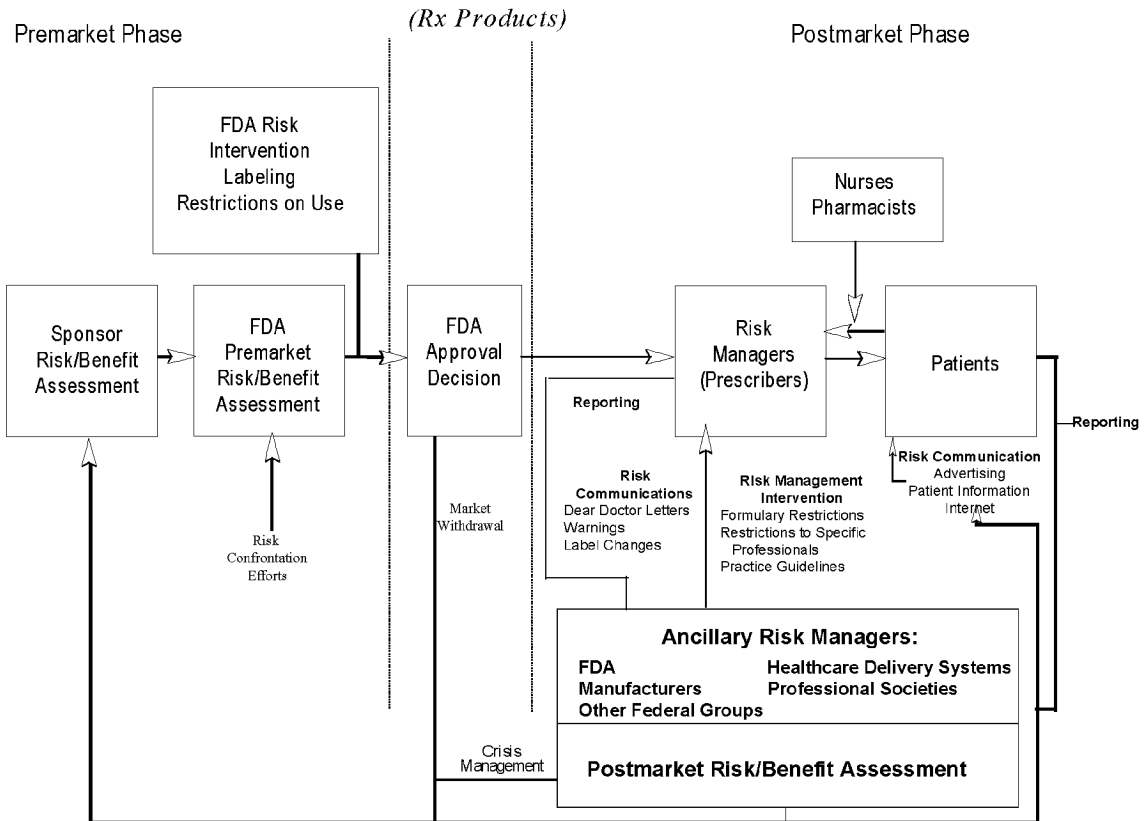 (Rx Products)
Premarket Phase
Postmarket Phase
FDA Risk
Intervention
Labeling
Restrictions on Use
Nurses
Pharmacists
Sponsor
Risk/Benefit
Assessment
FDA
Premarket
Risk/Benefit
Assessment
FDA
Approval
Decision
Risk
Managers
(Prescribers)
Patients
Reporting
Reporting
Risk
Confrontation
Efforts
Market
Withdrawal
Risk
Communications
Dear Doctor Letters
Warnings
Label Changes
Risk Management
Intervention
Formulary Restrictions
Restrictions to Specific
Professionals
Practice Guidelines
Risk Communication
Advertising
Patient Information
Internet
Ancillary Risk Managers:
FDA
Manufacturers
Other Federal Groups
Healthcare Delivery Systems
Professional Societies
Crisis
Management
Postmarket Risk/Benefit Assessment